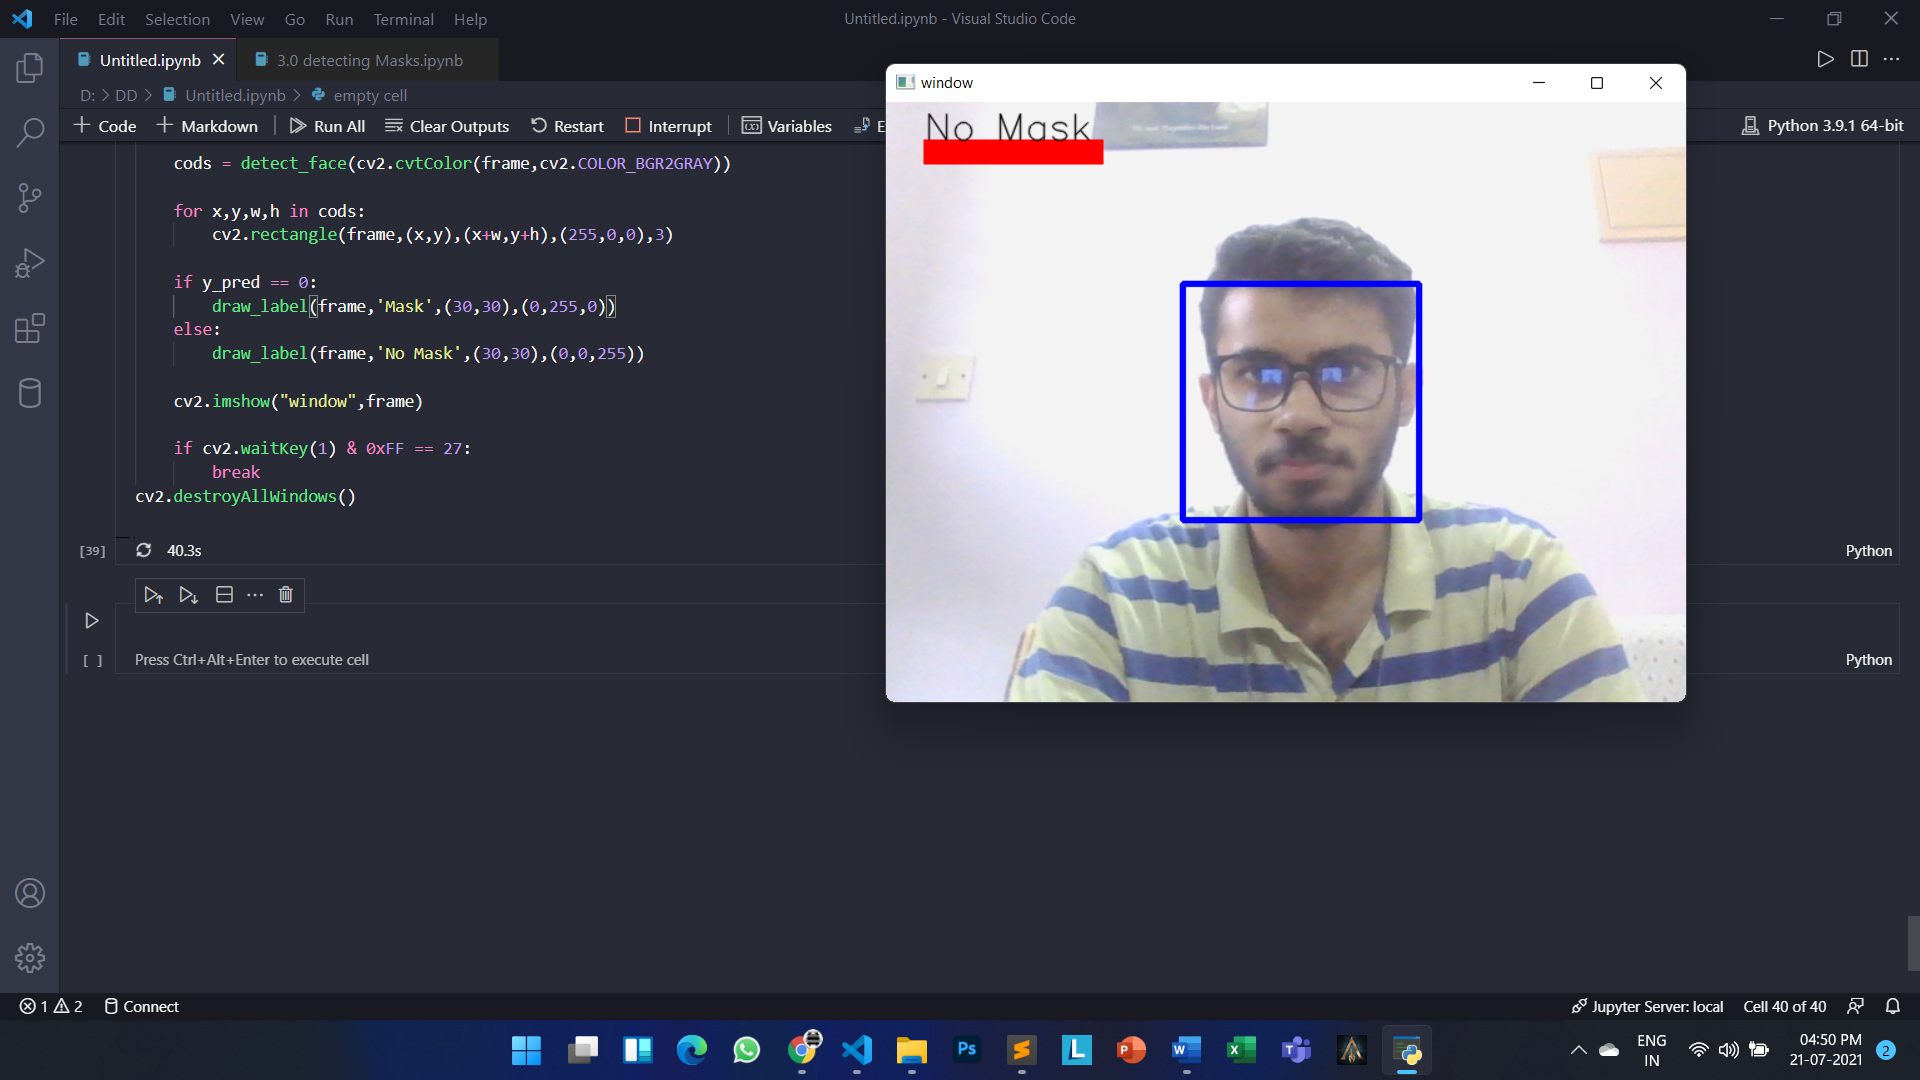 File Edit Selection View Go Run Terminal Help
Untitled.ipynb - Visual Studio Code
Untitled.ipynb
3.0 detecting Masks.ipynb
D: > DD > Untitled.ipynb > empty cell
Code Markdown Run All Clear Outputs Restart Interrupt Variables E
Python 3.9.1 64-bit
cods = detect_face(cv2.cvtColor(frame,cv2.COLOR_BGR2GRAY))
for x,y,w,h in cods:
cv2.rectangle(frame,(x,y),(x+w,y+h),(255,0,0),3)
if y_pred == 0:
draw_label(frame,'Mask',(30,30),(0,255,0))
else:
draw_label(frame,'No Mask',(30,30),(0,0,255))
cv2.imshow("window",frame)
if cv2.waitKey(1) & 0xFF == 27:
break
cv2.destroyAllWindows()
[39] 40.3s
Python
[ ] Press Ctrl+Alt+Enter to execute cell
Python
window
No Mask
1 2 Connect
Jupyter Server: local Cell 40 of 40
Ps
L
P
W
X
T
ENG
IN
04:50 PM
21-07-2021
2